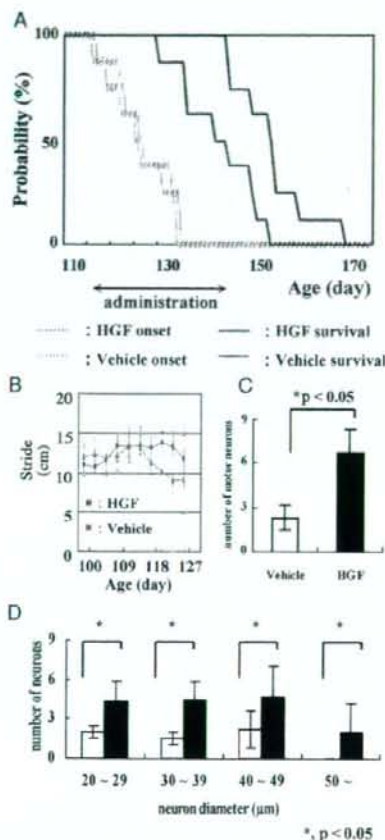 A
Probability (%)
100
50
0
110
130
150
170
administration
Age (day)
: HGF onset
: HGF survival
: Vehicle onset
: Vehicle survival
B
Stride
(cm)
20
15
10
5
0
: HGF
: Vehicle
100
109
118
127
Age (day)
C
*p < 0.05
number of motor neurons
9
6
3
0
Vehicle
HGF
D
number of neurons
9
6
3
0
*
*
*
*
20 ~ 29
30 ~ 39
40 ~ 49
50 ~
neuron diameter (μm)
*, p < 0.05